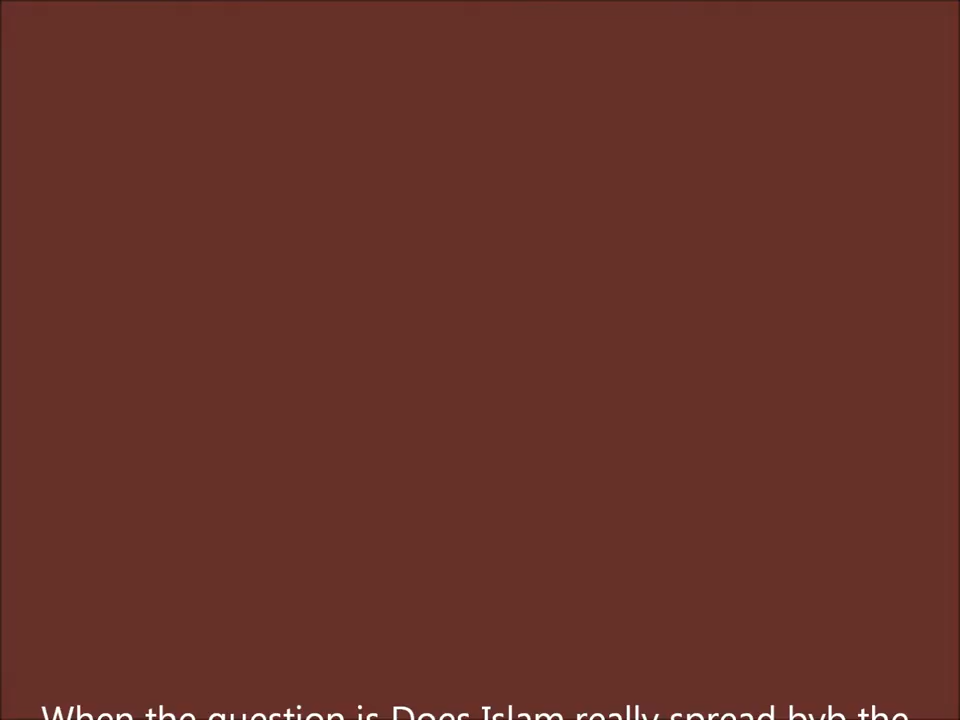 When the question is Does Islam really spread byb the